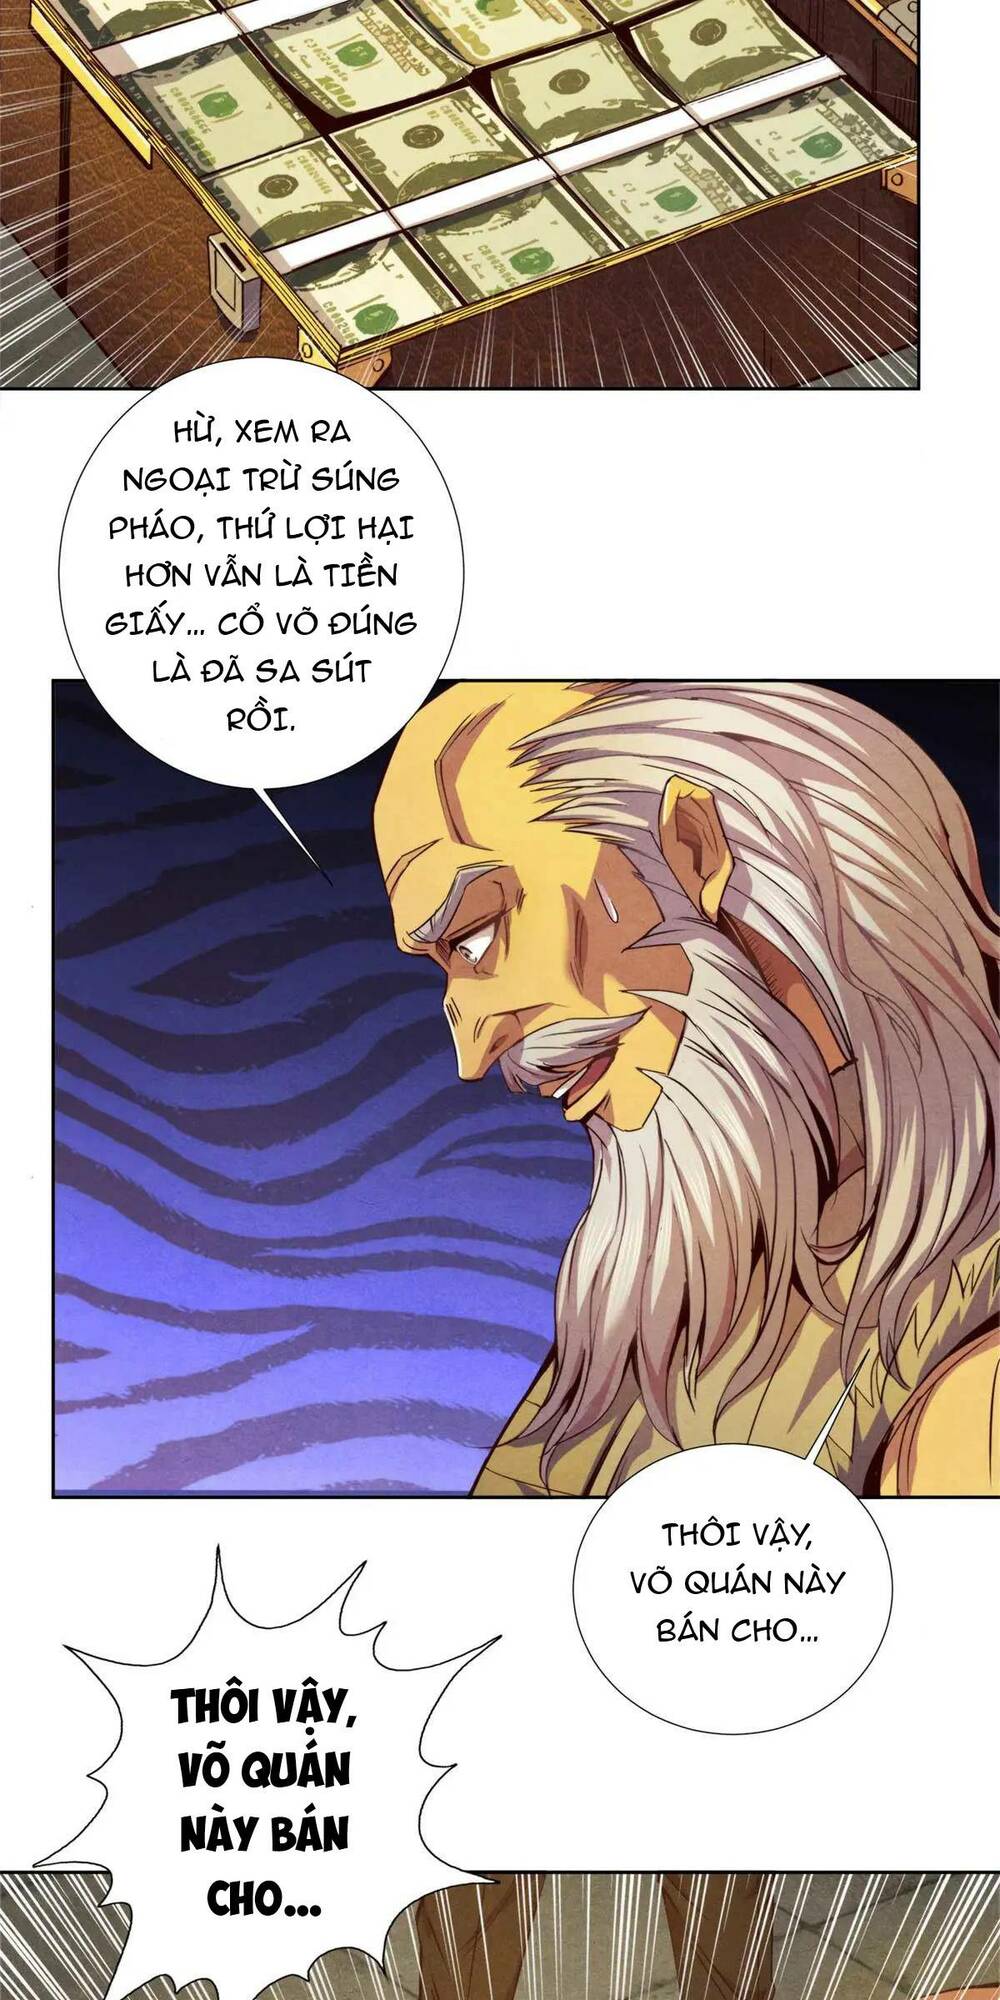 HỪ, XEM RA
NGOẠI TRỪ SÚNG
PHÁO, THỨ LỢI HẠI
HƠN VẪN LÀ TIỀN
GIẤY... CỔ VÕ ĐÚNG
LÀ ĐÃ SA SÚT
RỒI.
THÔI VẬY,
VÕ QUÁN NÀY
BÁN CHO...
THÔI VẬY,
VÕ QUÁN
NÀY BÁN
CHO...